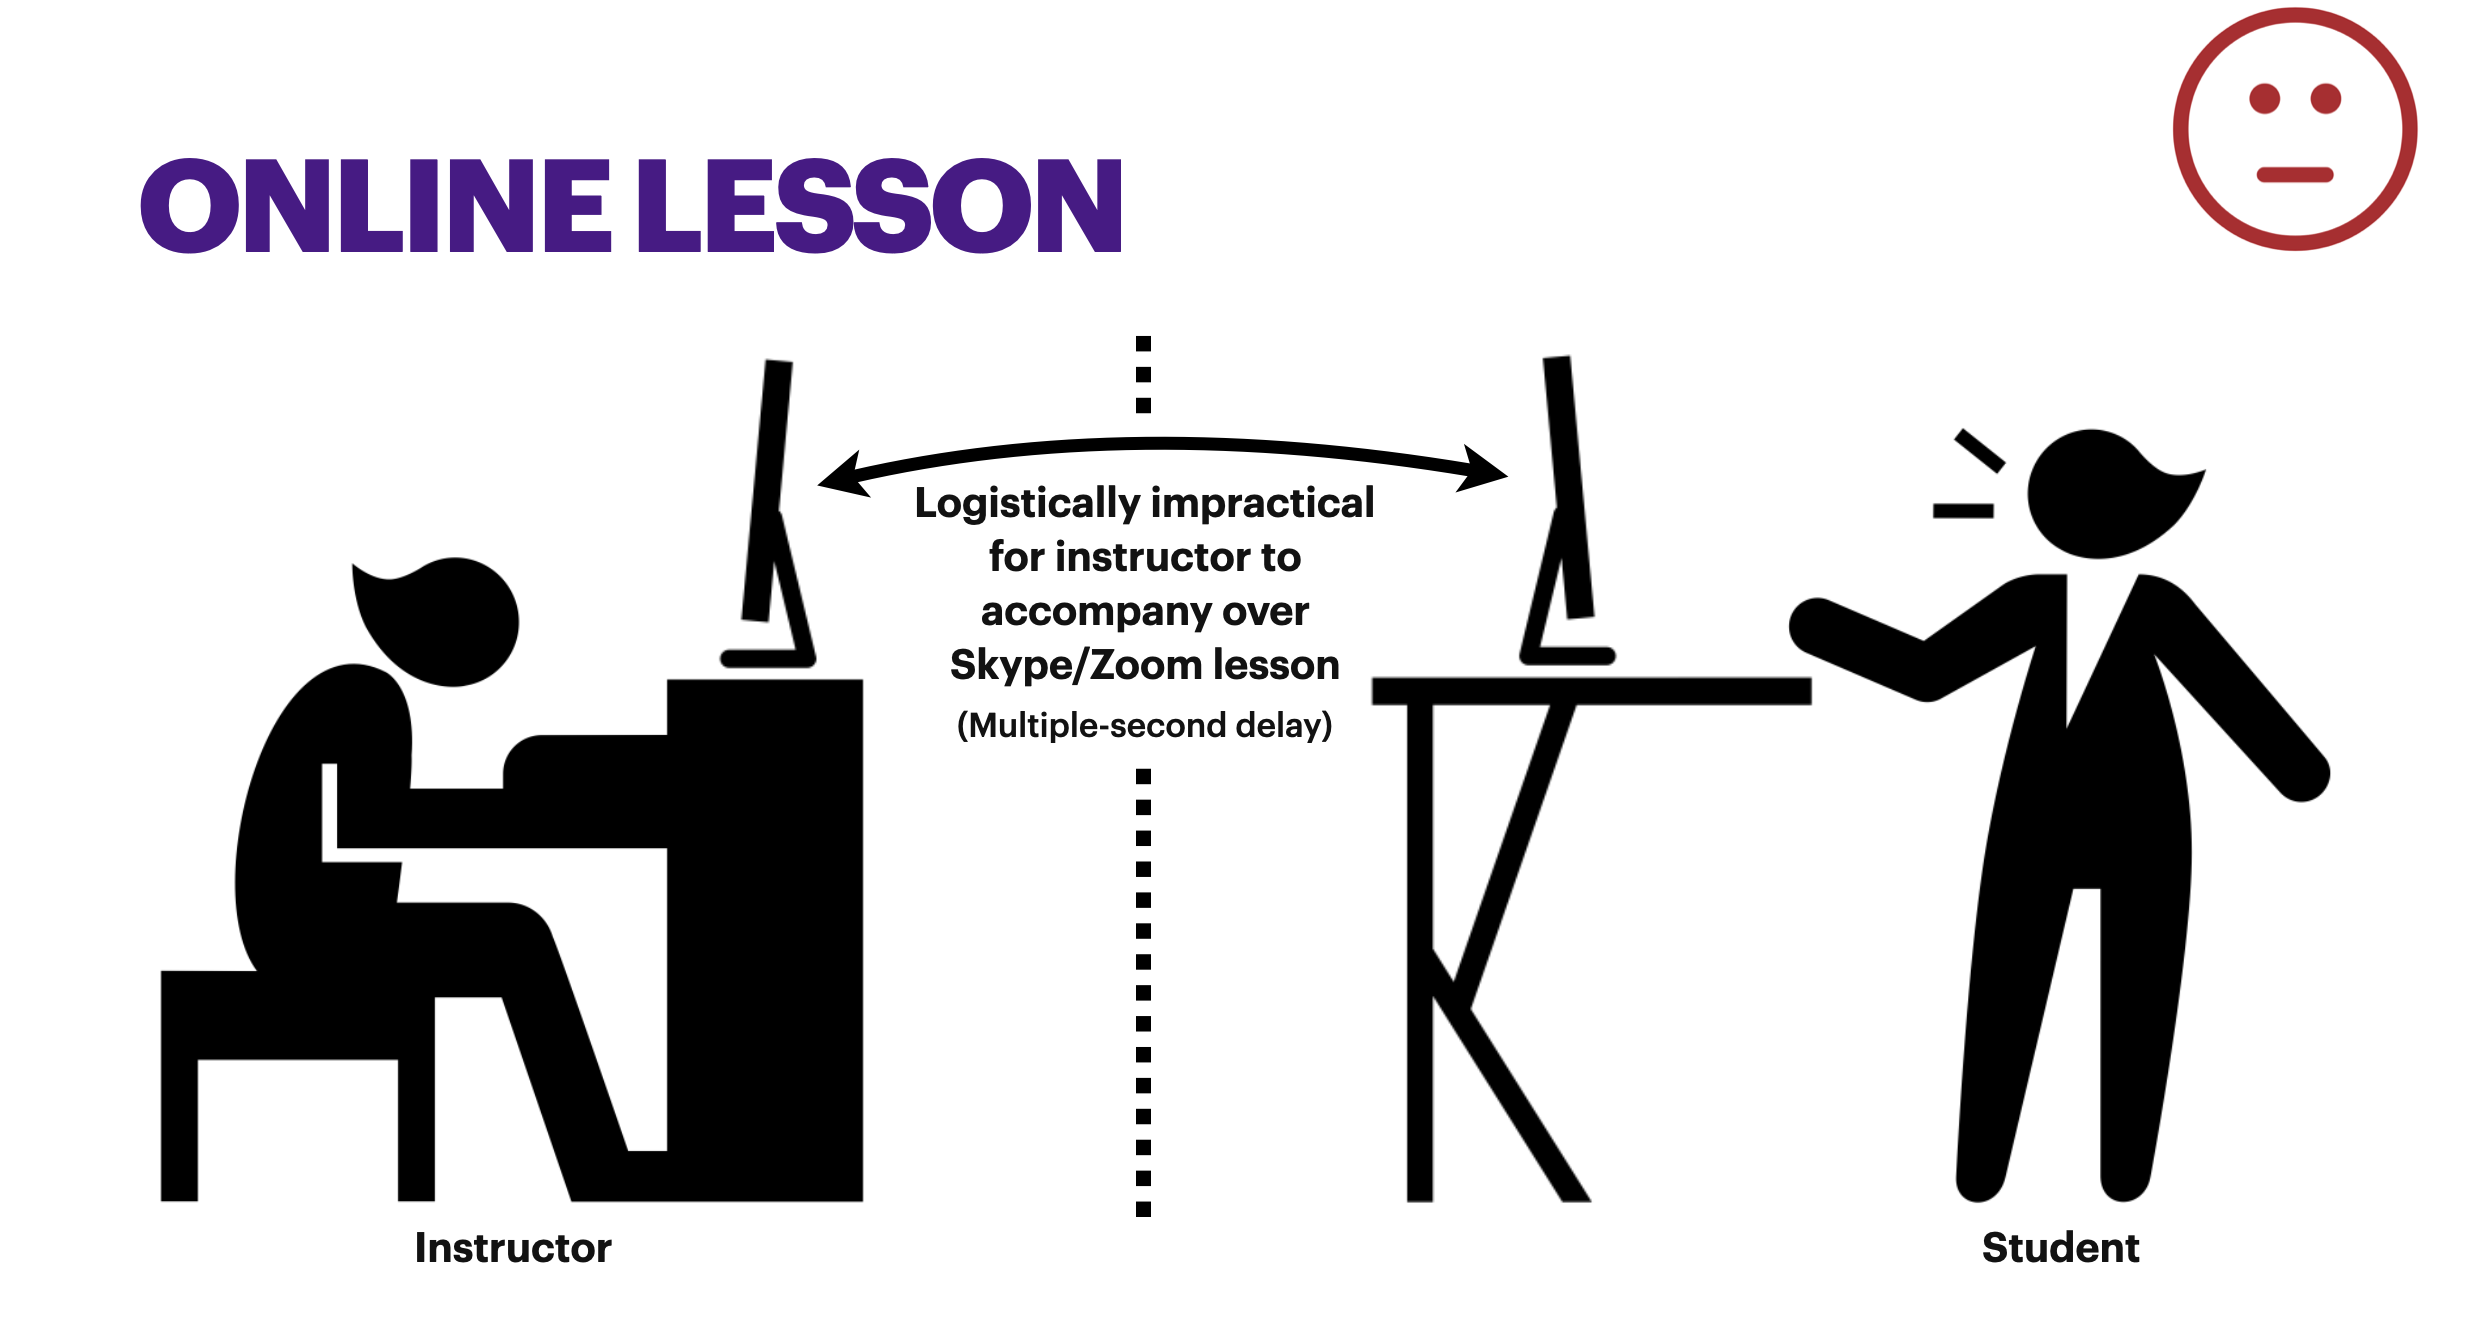 ONLINE LESSON
Logistically impractical
for instructor to
accompany over
Skype/Zoom lesson
(Multiple-second delay)
Instructor
Student